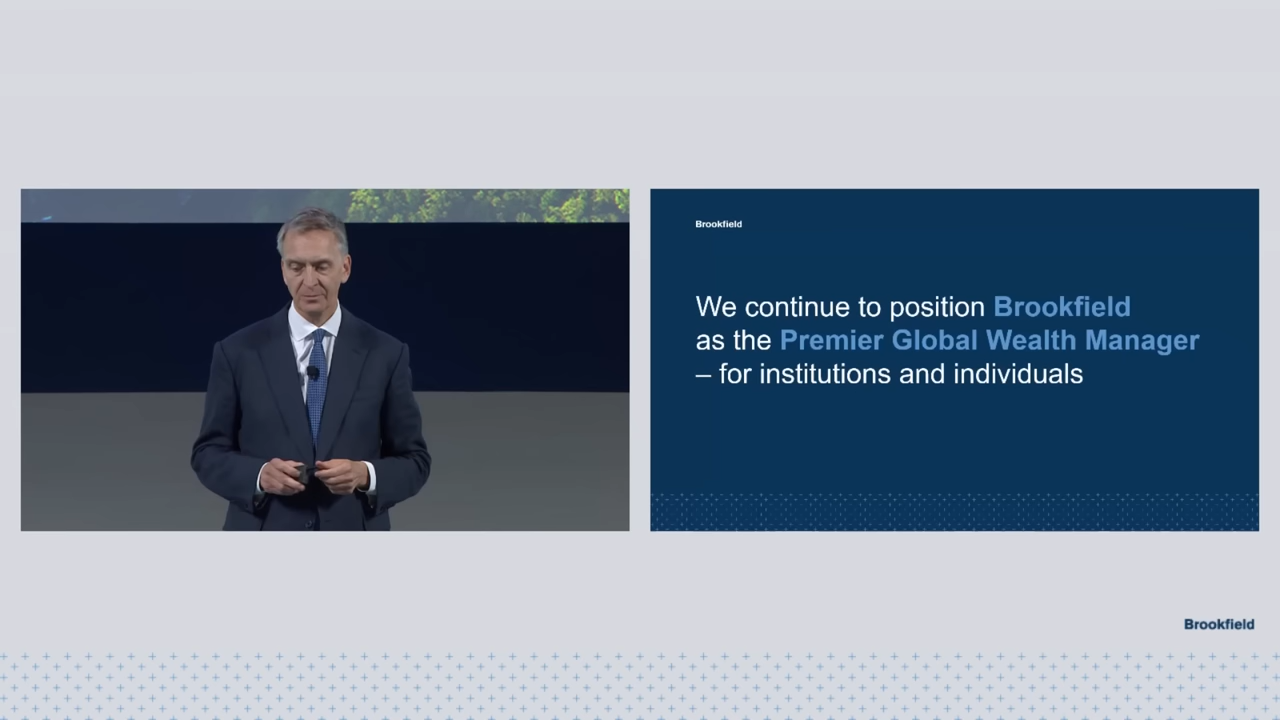 Brookfield
We continue to position Brookfield
as the Premier Global Wealth Manager
– for institutions and individuals
Brookfield